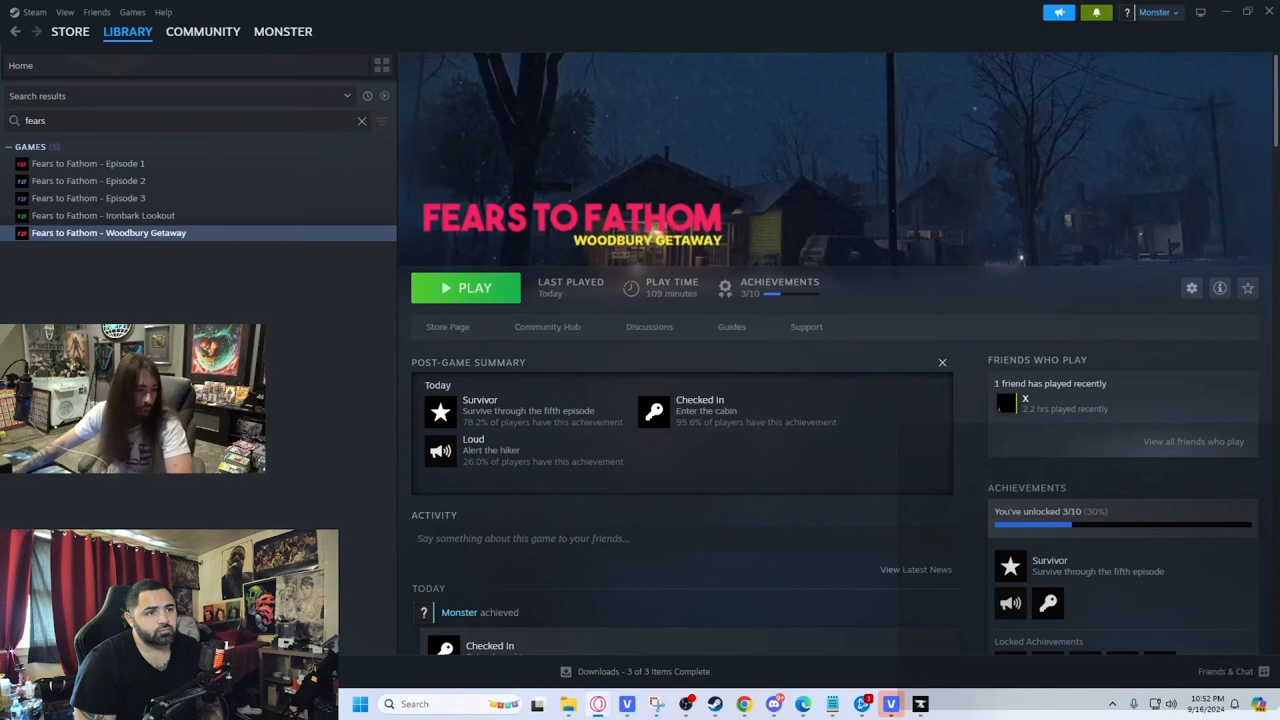 Steam View Friends Games Help
? Monster
STORE LIBRARY COMMUNITY MONSTER
Home
Search results
fears
GAMES (5)
F2F Fears to Fathom - Episode 1
F2F Fears to Fathom - Episode 2
F2F Fears to Fathom - Episode 3
F2F Fears to Fathom - Ironbark Lookout
F2F Fears to Fathom - Woodbury Getaway
FEARS TO FATHOM
WOODBURY GETAWAY
PLAY
LAST PLAYED
Today
PLAY TIME
109 minutes
ACHIEVEMENTS
3/10
Store Page Community Hub Discussions Guides Support
POST-GAME SUMMARY
Today
Survivor
Survive through the fifth episode
78.2% of players have this achievement
Checked In
Enter the cabin
95.6% of players have this achievement
Loud
Alert the hiker
26.0% of players have this achievement
ACTIVITY
Say something about this game to your friends...
View Latest News
TODAY
? Monster achieved
Checked In
FRIENDS WHO PLAY
1 friend has played recently
X
2.2 hrs played recently
View all friends who play
ACHIEVEMENTS
You've unlocked 3/10 (30%)
Survivor
Survive through the fifth episode
Locked Achievements
Downloads - 3 of 3 Items Complete
Friends & Chat
Search
10:52 PM
9/16/2024